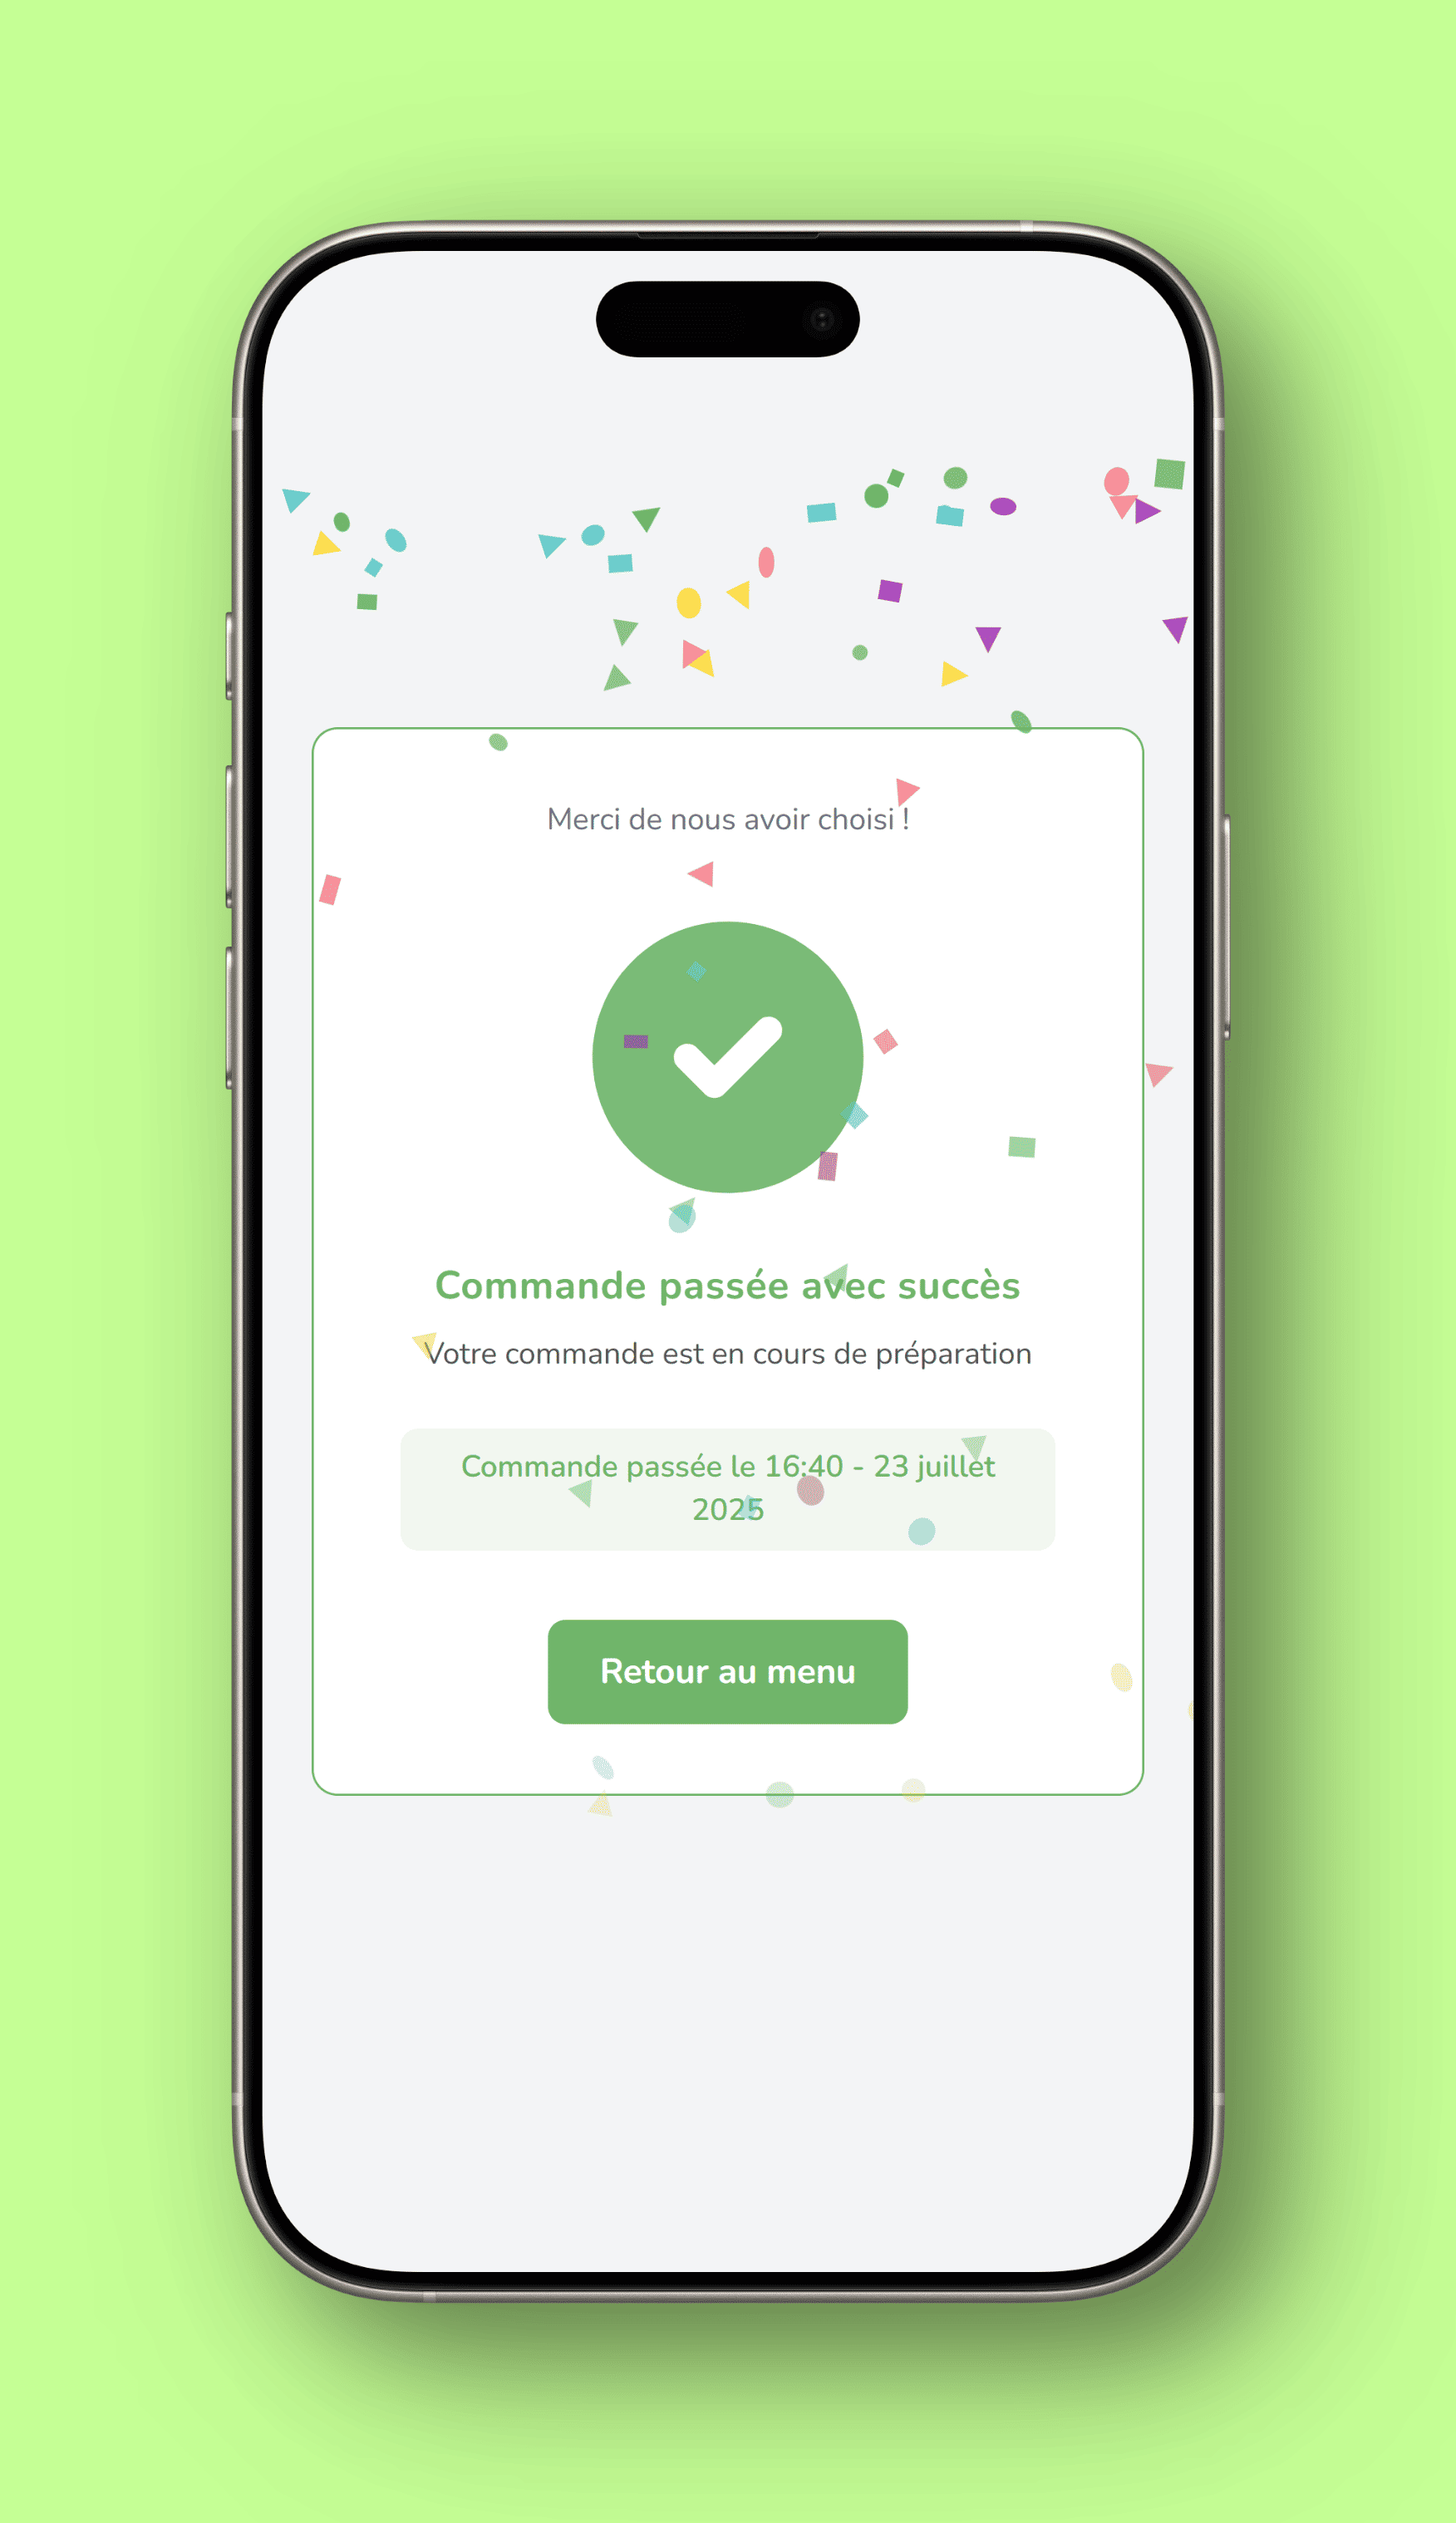 Merci de nous avoir choisi !
Commande passée avec succès
Votre commande est en cours de préparation
Commande passée le 16:40 - 23 juillet
2025
Retour au menu